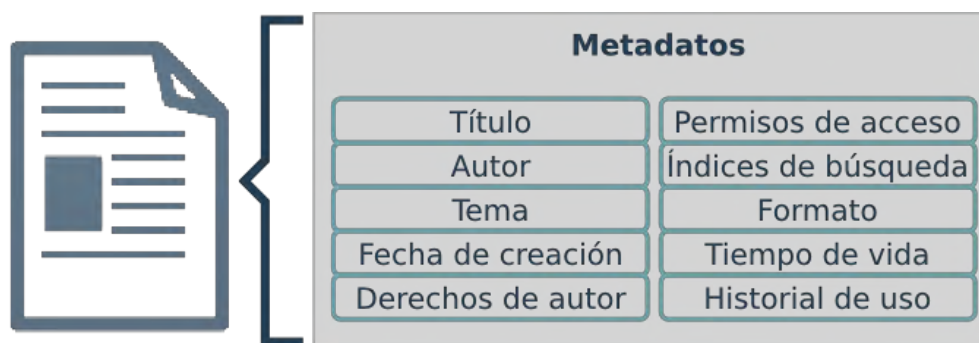 Metadatos
Título
Autor
Tema
Fecha de creación
Derechos de autor
Permisos de acceso
Índices de búsqueda
Formato
Tiempo de vida
Historial de uso